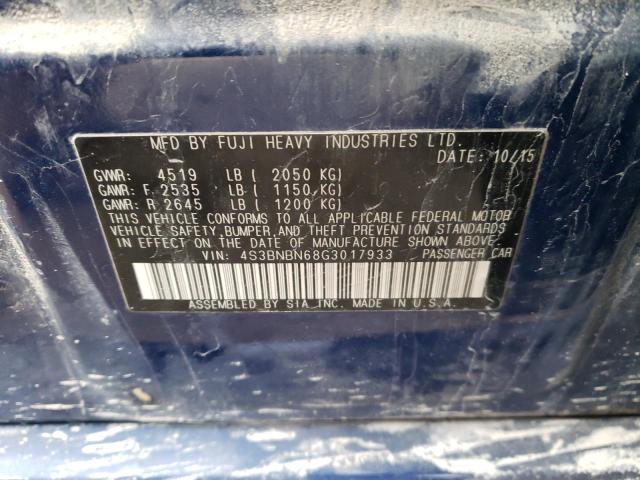 MFD BY FUJI HEAVY INDUSTRIES LTD.
DATE: 10/15
GVWR: 4519 LB ( 2050 KG)
GAWR: F. 2535 LB ( 1150 KG)
GAWR: R. 2645 LB ( 1200 KG)
THIS VEHICLE CONFORMS TO ALL APPLICABLE FEDERAL MOTOR
VEHICLE SAFETY, BUMPER, AND THEFT PREVENTION STANDARDS
IN EFFECT ON THE DATE OF MANUFACTURE SHOWN ABOVE.
VIN: 4S3BNBN68G3017933 PASSENGER CAR
ASSEMBLED BY SIA, INC. MADE IN U.S.A.